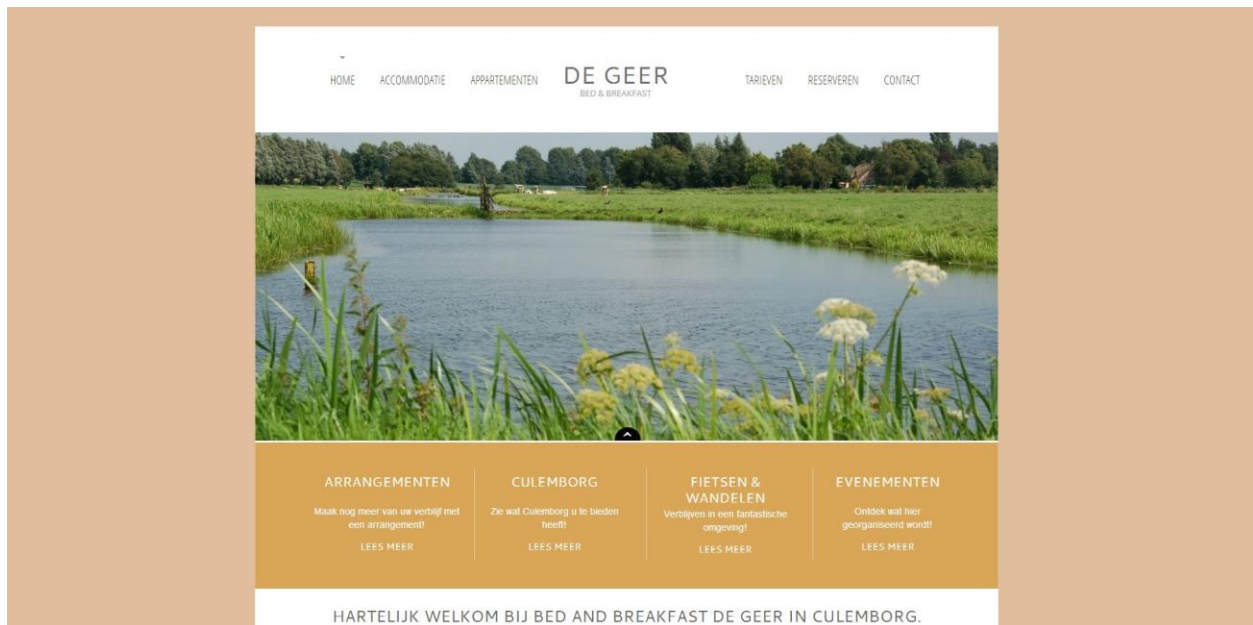 HOME
ACCOMMODATIE
APPARTEMENTEN
DE GEER
BED & BREAKFAST
TARIEVEN
RESERVEREN
CONTACT
ARRANGEMENTEN
Maak nog meer van uw verblijf met
een arrangement!
LEES MEER
CULEMBORG
Zie wat Culemborg u te bieden
heeft!
LEES MEER
FIETSEN &
WANDELEN
Verblijven in een fantastische
omgeving!
LEES MEER
EVENEMENTEN
Ontdek wat hier
georganiseerd wordt!
LEES MEER
HARTELIJK WELKOM BIJ BED AND BREAKFAST DE GEER IN CULEMBORG.